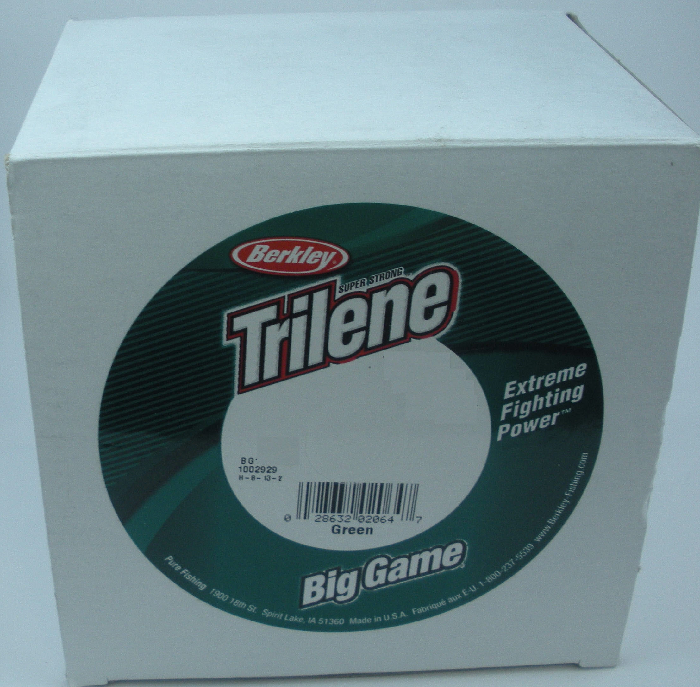 Berkley
SUPER STRONG
Trilene
Extreme
Fighting
Power™
1002929
0 28632 02064 7
Green
Big Game
Pure Fishing 1900 18th St. Spirit Lake, IA 51360 Made in U.S.A. Fabriqué aux E-U. 1-800-237-5539 www.Berkley-Fishing.com